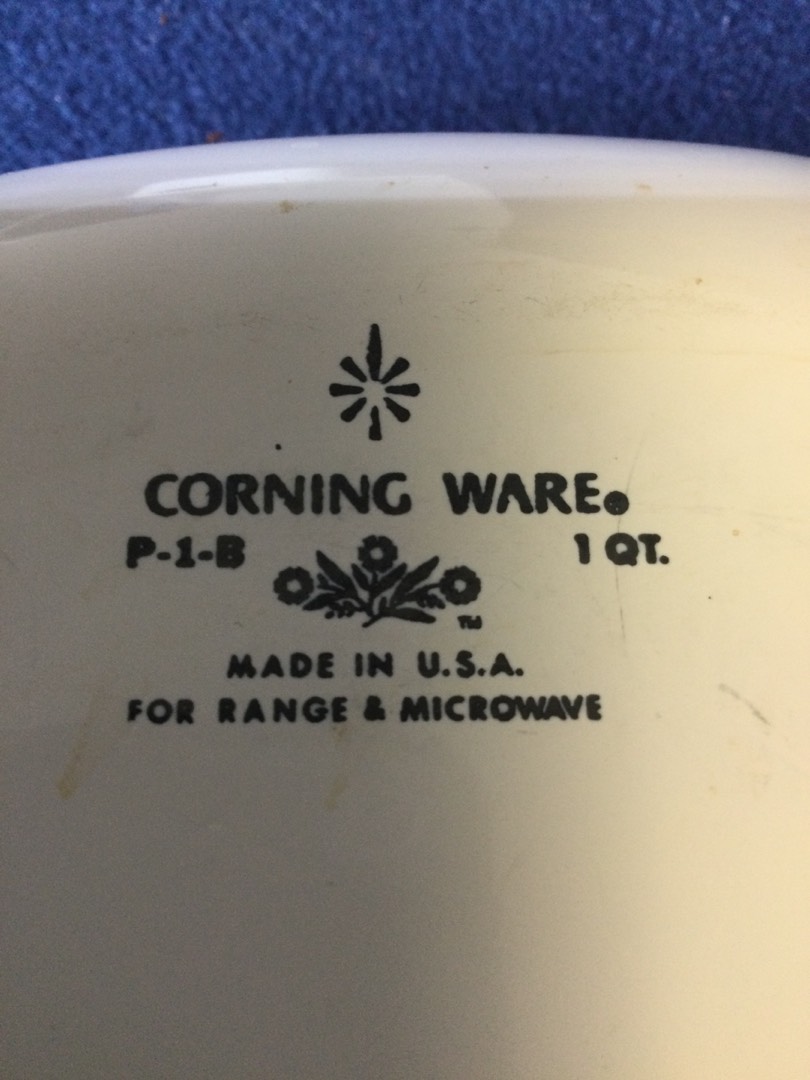 CORNING WARE®
P-1-B 1 QT.
TM
MADE IN U.S.A.
FOR RANGE & MICROWAVE